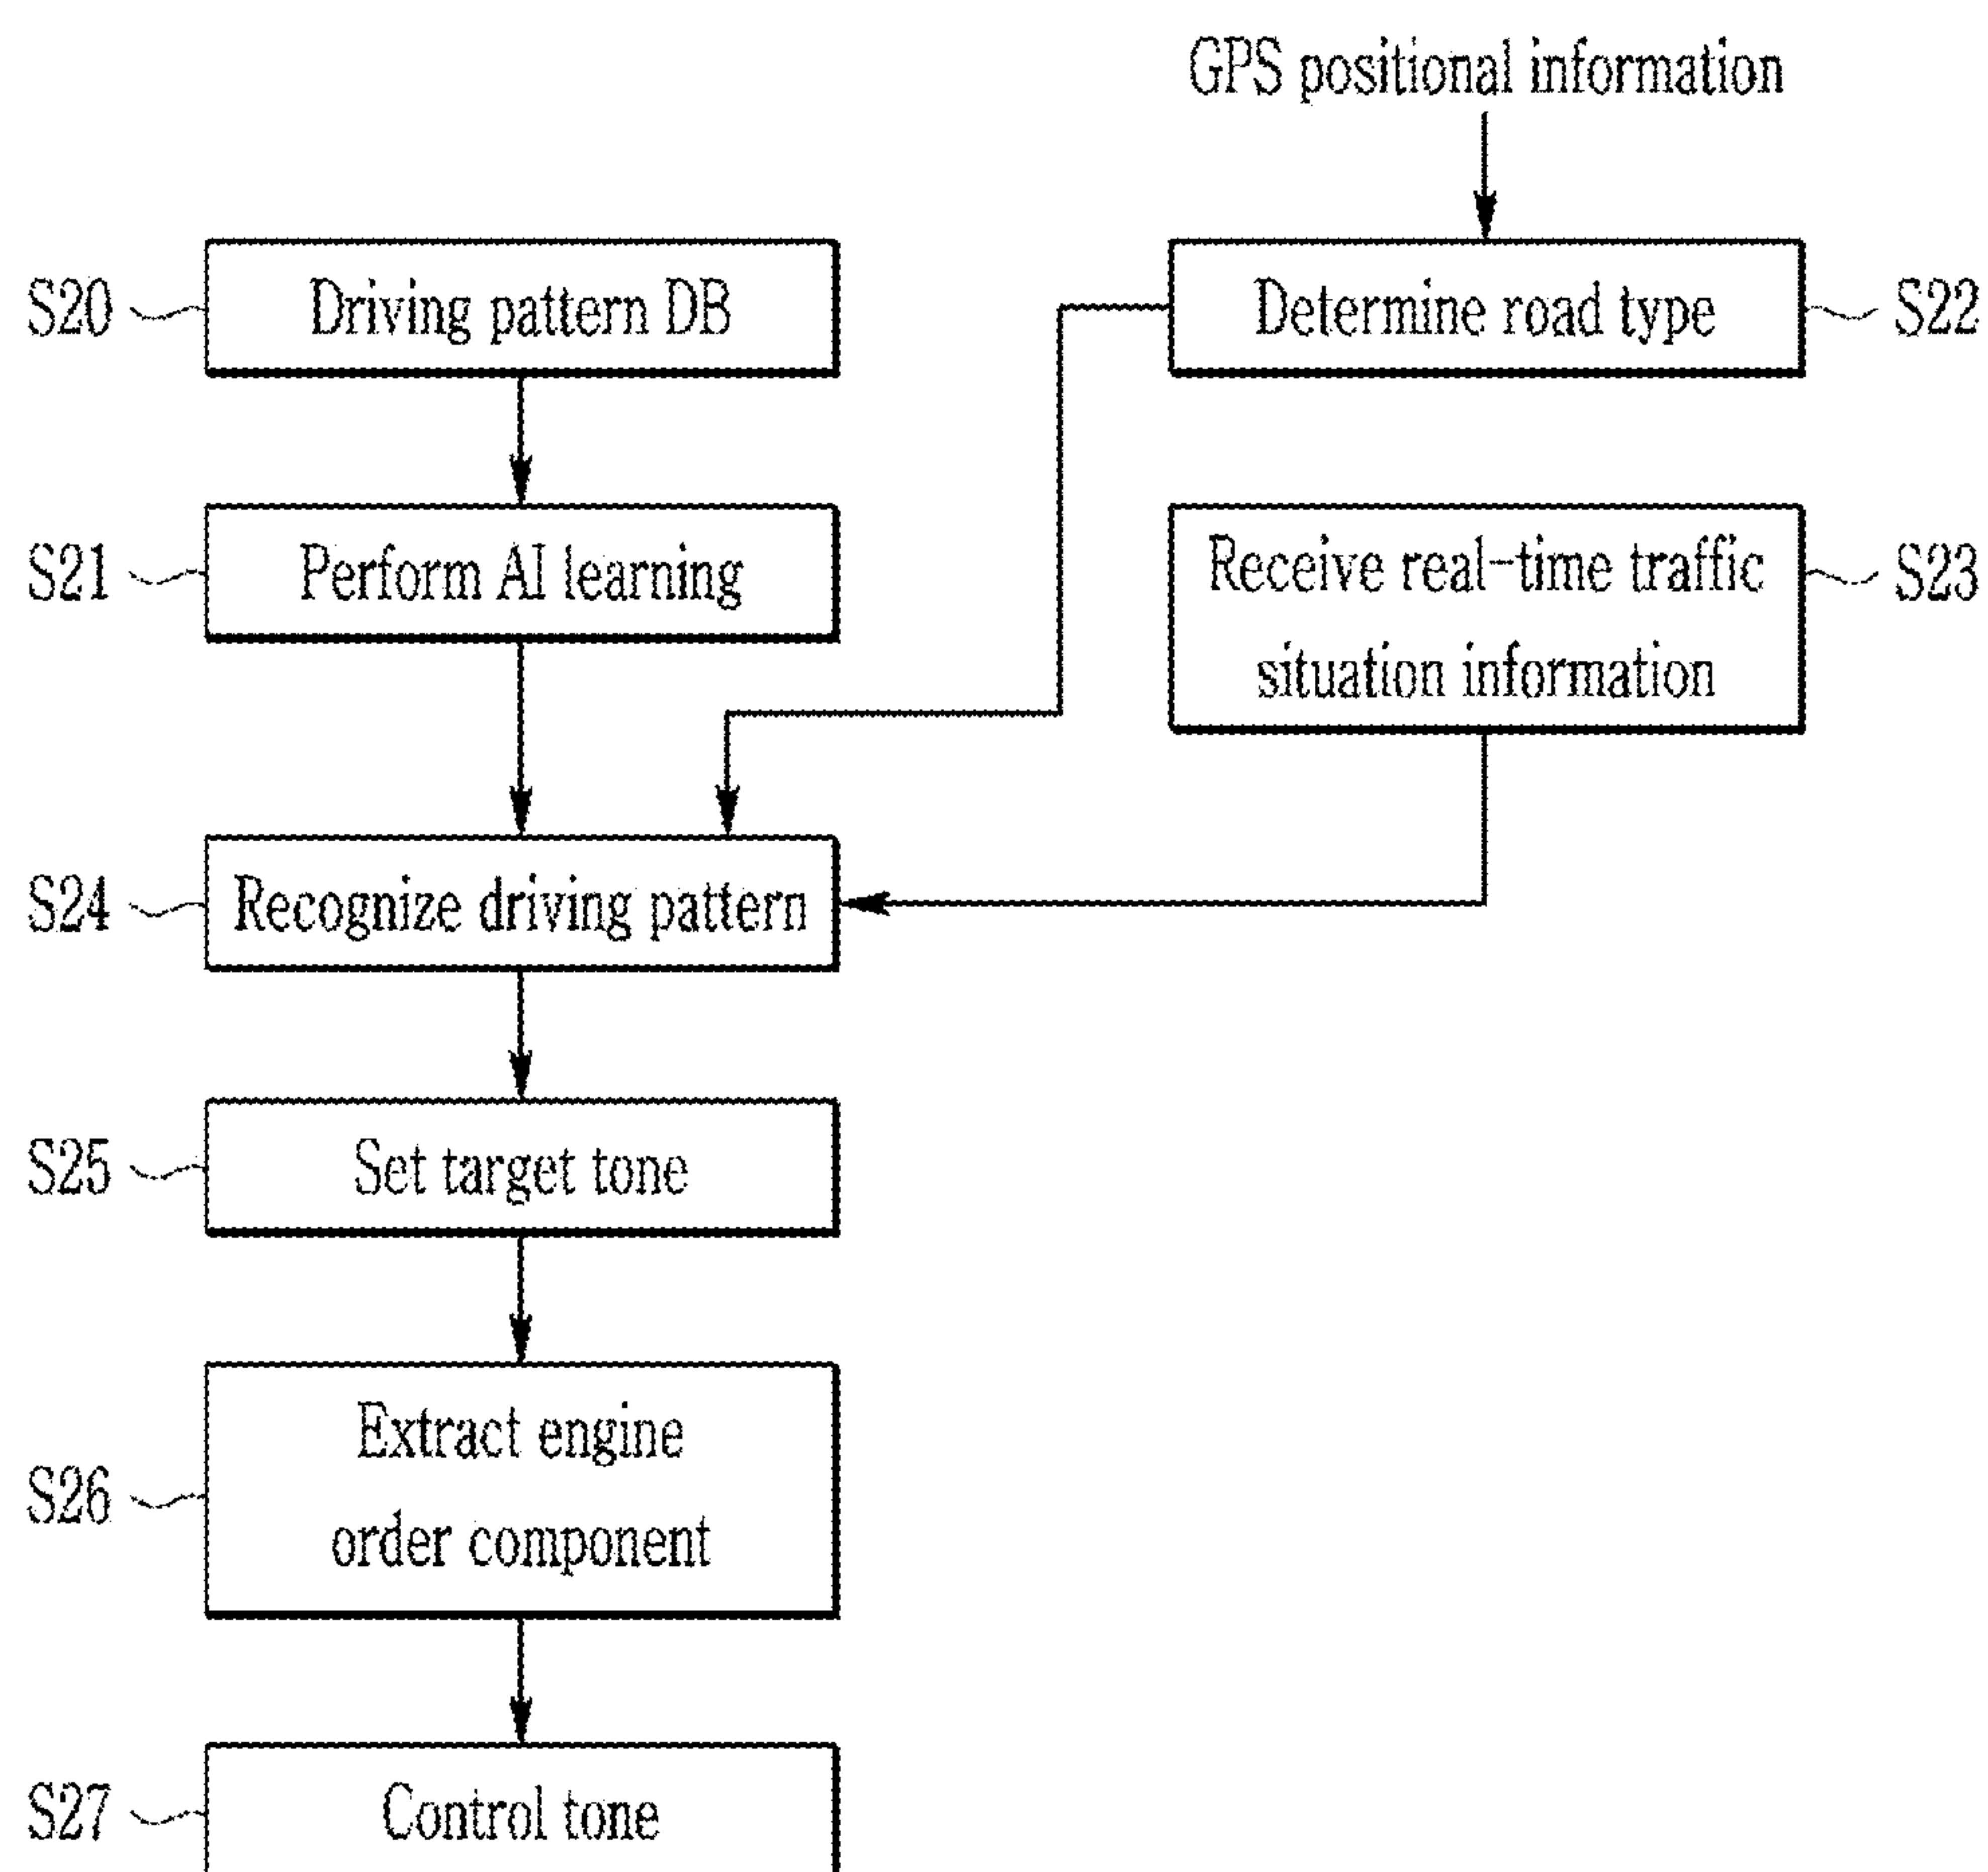 GPS positional information
S20
Driving pattern DB
Determine road type
S22
S21
Perform AI learning
Receive real-time traffic
situation information
S23
S24
Recognize driving pattern
S25
Set target tone
S26
Extract engine
order component
S27
Control tone